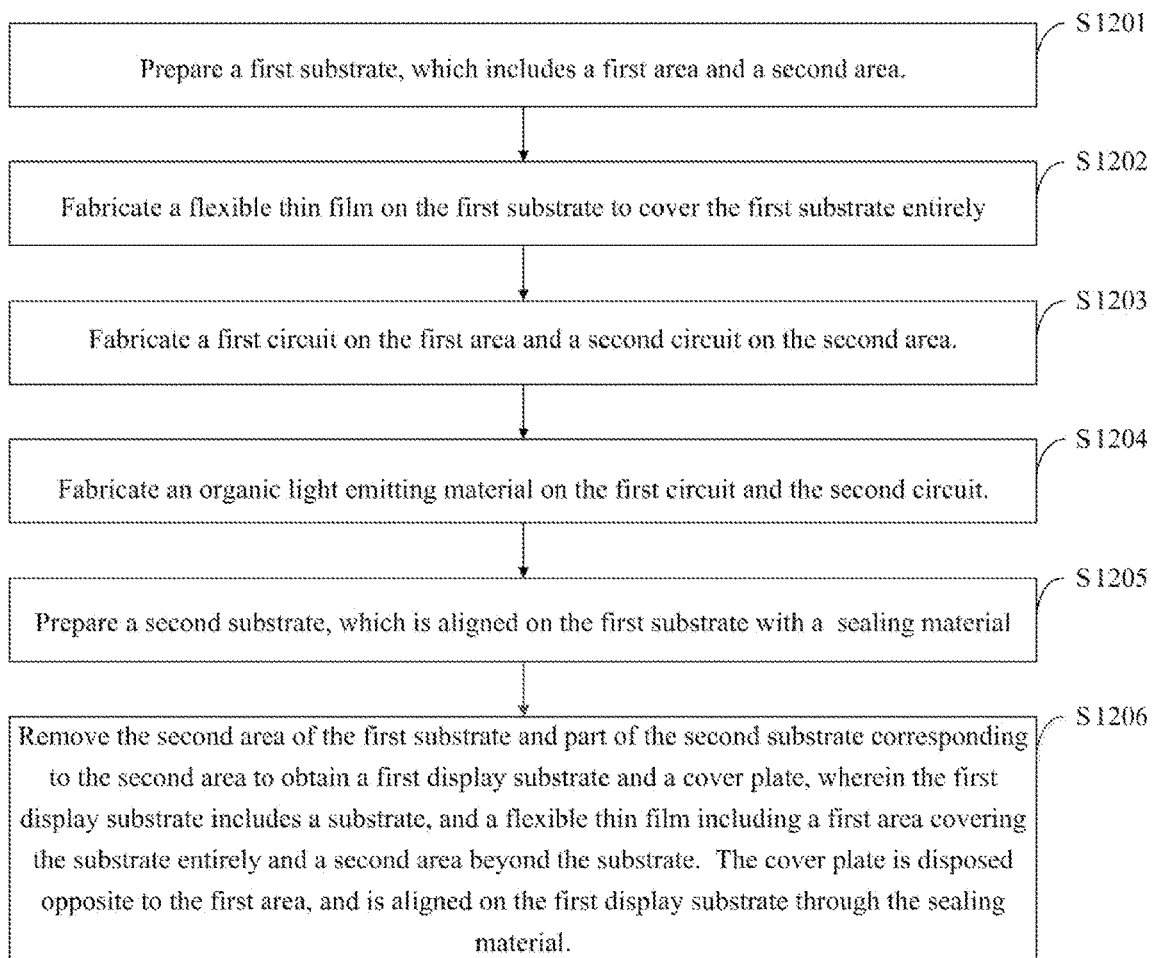 S1201
Prepare a first substrate, which includes a first area and a second area.
S1202
Fabricate a flexible thin film on the first substrate to cover the first substrate entirely
S1203
Fabricate a first circuit on the first area and a second circuit on the second area.
S1204
Fabricate an organic light emitting material on the first circuit and the second circuit.
S1205
Prepare a second substrate, which is aligned on the first substrate with a sealing material
S1206
Remove the second area of the first substrate and part of the second substrate corresponding
to the second area to obtain a first display substrate and a cover plate, wherein the first
display substrate includes a substrate, and a flexible thin film including a first area covering
the substrate entirely and a second area beyond the substrate. The cover plate is disposed
opposite to the first area, and is aligned on the first display substrate through the sealing
material.